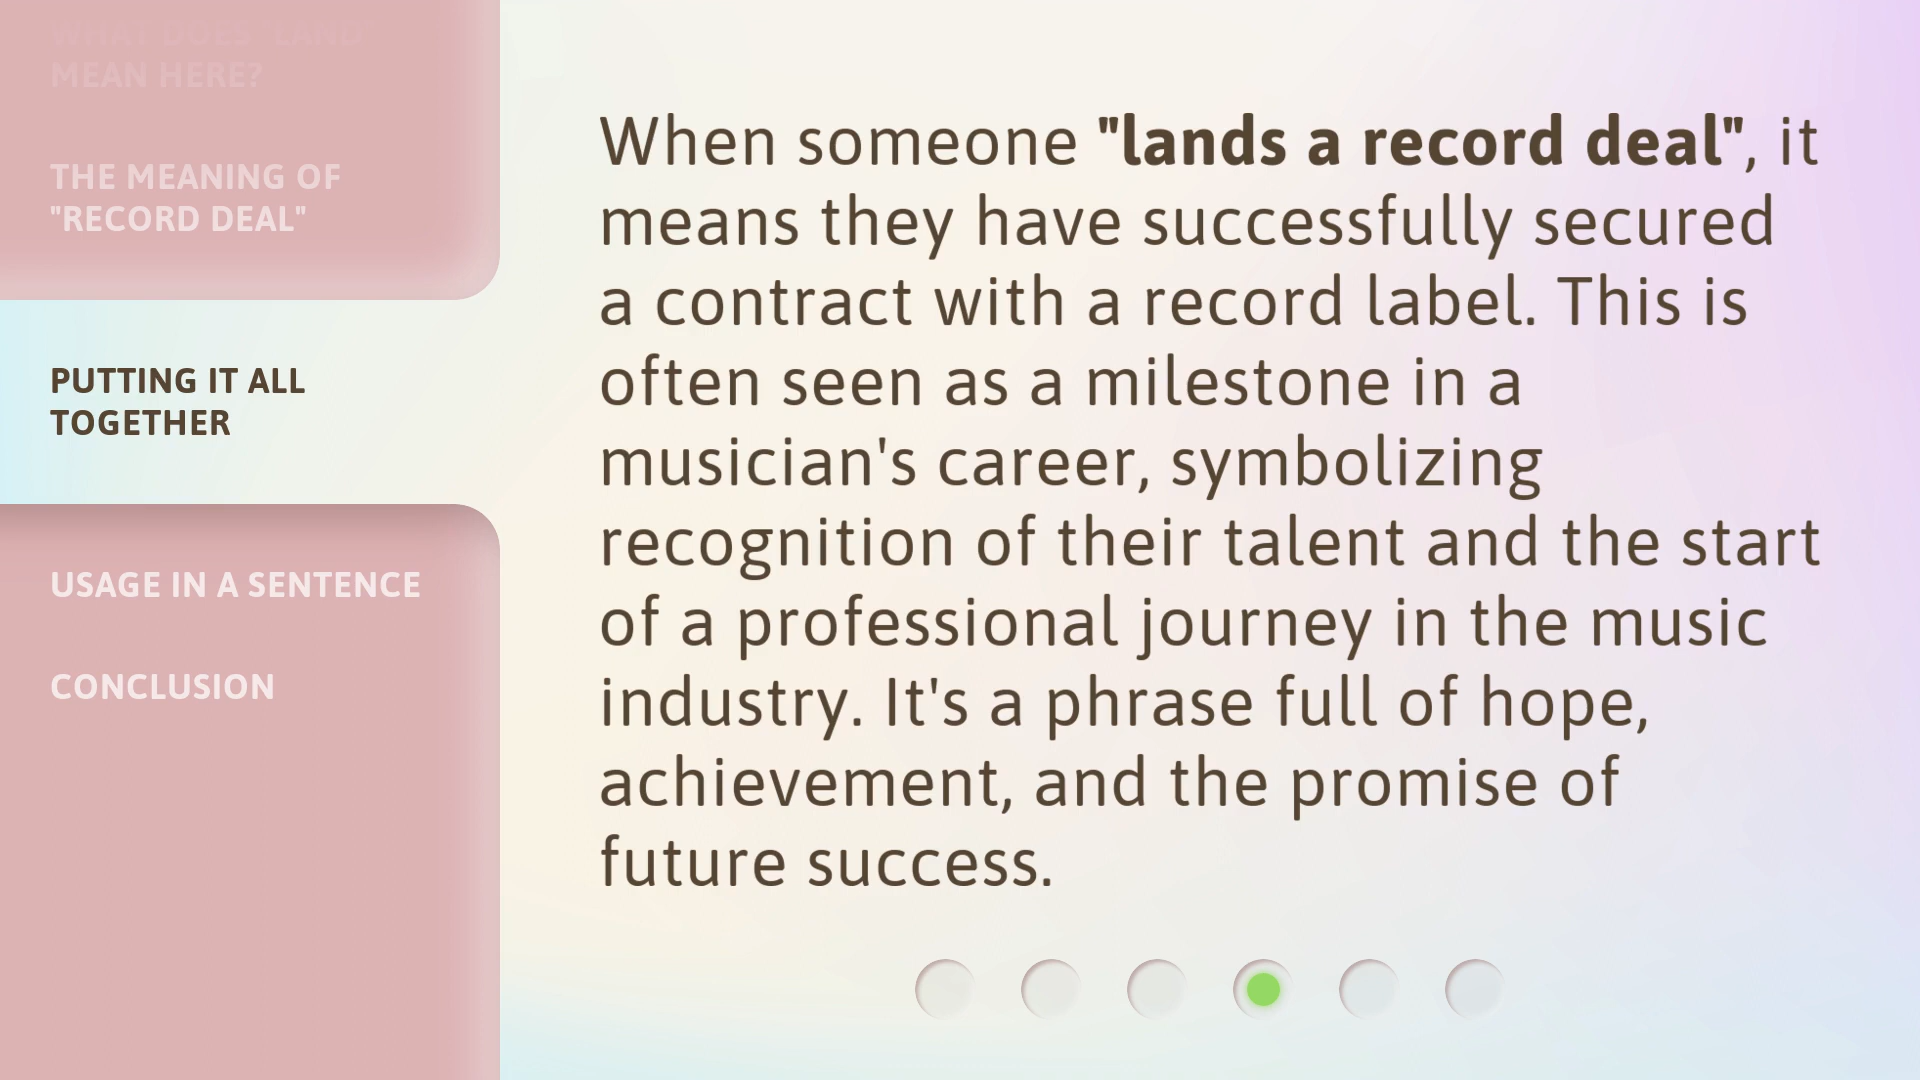 WHAT DOES "LAND"
MEAN HERE?
THE MEANING OF
"RECORD DEAL"
PUTTING IT ALL
TOGETHER
USAGE IN A SENTENCE
CONCLUSION
When someone "lands a record deal", it
means they have successfully secured
a contract with a record label. This is
often seen as a milestone in a
musician's career, symbolizing
recognition of their talent and the start
of a professional journey in the music
industry. It's a phrase full of hope,
achievement, and the promise of
future success.